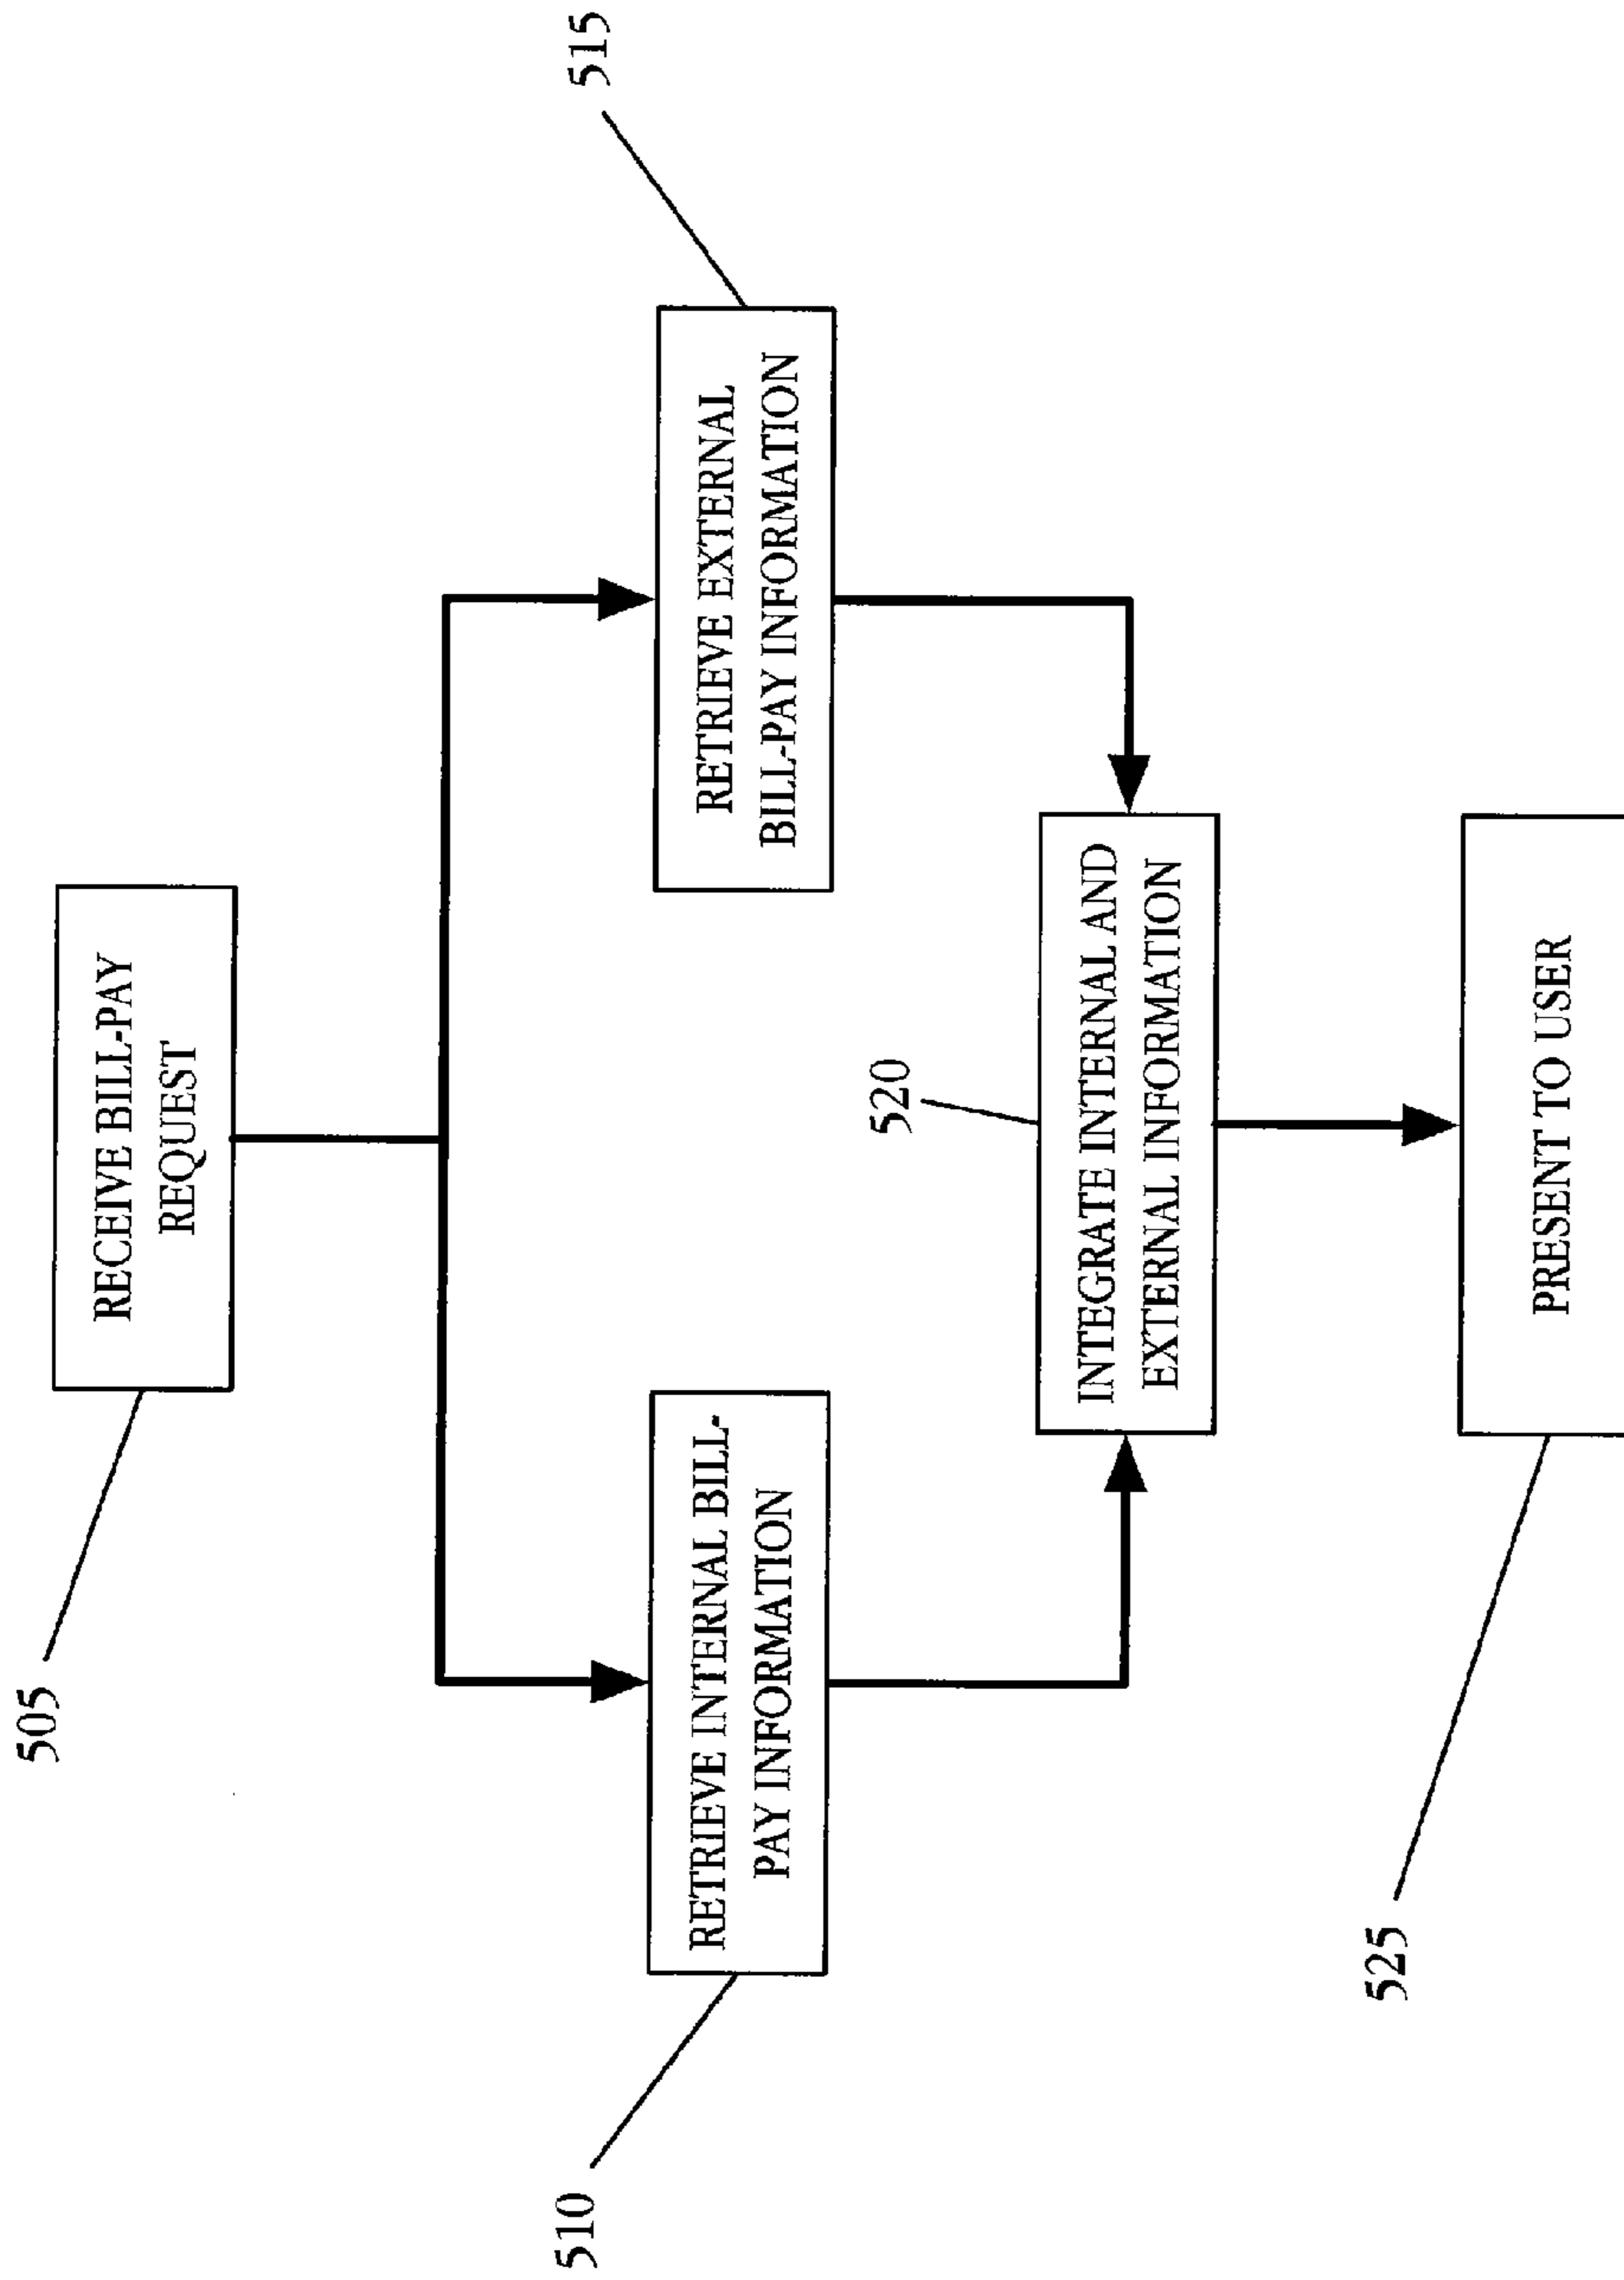 505
RECEIVE BILL-PAY
REQUEST
510
RETRIEVE INTERNAL BILL-
PAY INFORMATION
515
RETRIEVE EXTERNAL
BILL-PAY INFORMATION
520
INTEGRATE INTERNAL AND
EXTERNAL INFORMATION
525
PRESENT TO USER